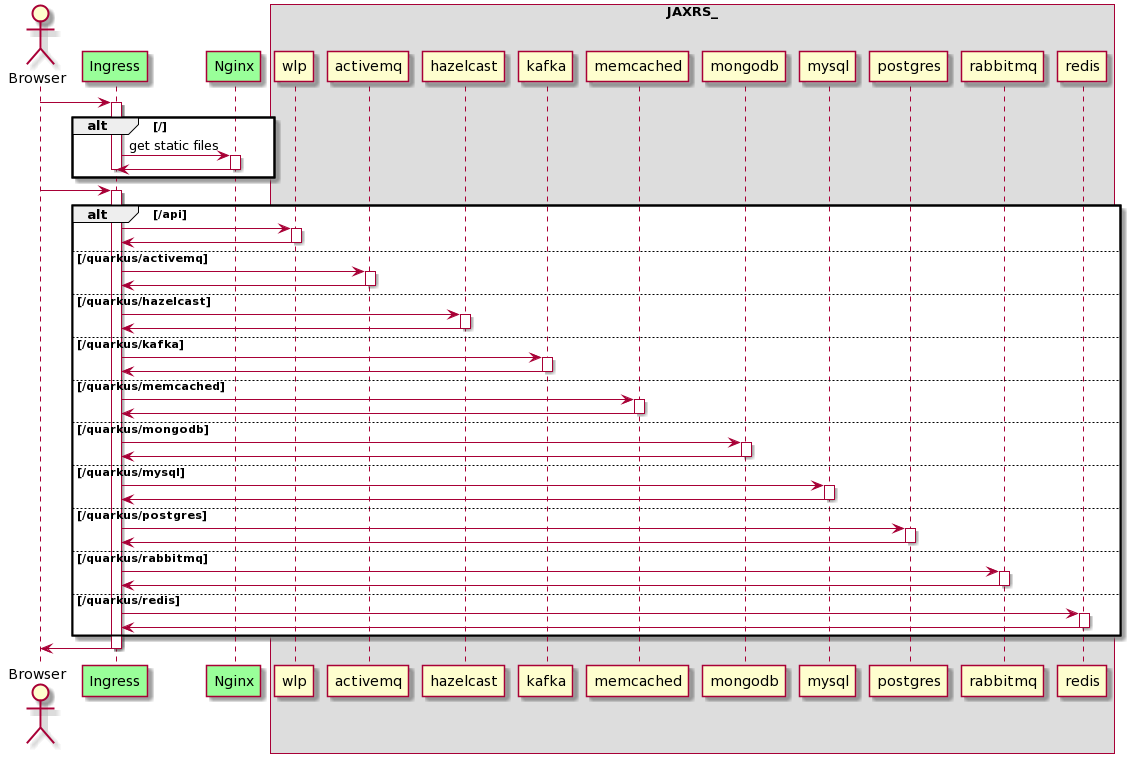 JAXRS_
Browser
Ingress
Nginx
wlp
activemq
hazelcast
kafka
memcached
mongodb
mysql
postgres
rabbitmq
redis
alt [/]
get static files
alt [/api]
[/quarkus/activemq]
[/quarkus/hazelcast]
[/quarkus/kafka]
[/quarkus/memcached]
[/quarkus/mongodb]
[/quarkus/mysql]
[/quarkus/postgres]
[/quarkus/rabbitmq]
[/quarkus/redis]
Browser
Ingress
Nginx
wlp
activemq
hazelcast
kafka
memcached
mongodb
mysql
postgres
rabbitmq
redis